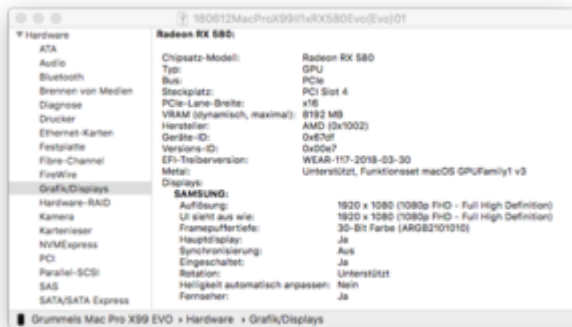 180612MacProX99II1xRX580Evo(Evo)01
Hardware
ATA
Audio
Bluetooth
Brennen von Medien
Diagnose
Drucker
Ethernet-Karten
Festplatte
Fibre-Channel
FireWire
Grafik/Displays
Hardware-RAID
Kamera
Kartenleser
NVMExpress
PCI
Parallel-SCSI
SAS
SATA/SATA Express
Radeon RX 580:
Chipsatz-Modell: Radeon RX 580
Typ: GPU
Bus: PCIe
Steckplatz: PCI Slot 4
PCIe-Lane-Breite: x16
VRAM (dynamisch, maximal): 8192 MB
Hersteller: AMD (0x1002)
Geräte-ID: 0x67df
Versions-ID: 0x00e7
EFI-Treiberversion: WEAR-117-2018-03-30
Metal: Unterstützt, Funktionsset macOS GPUFamily1 v3
Displays:
SAMSUNG:
Auflösung: 1920 x 1080 (1080p FHD - Full High Definition)
UI sieht aus wie: 1920 x 1080 (1080p FHD - Full High Definition)
Framepuffertiefe: 30-Bit Farbe (ARGB2101010)
Hauptdisplay: Ja
Synchronisierung: Aus
Eingeschaltet: Ja
Rotation: Unterstützt
Helligkeit automatisch anpassen: Nein
Fernseher: Ja
Grummels Mac Pro X99 EVO › Hardware › Grafik/Displays